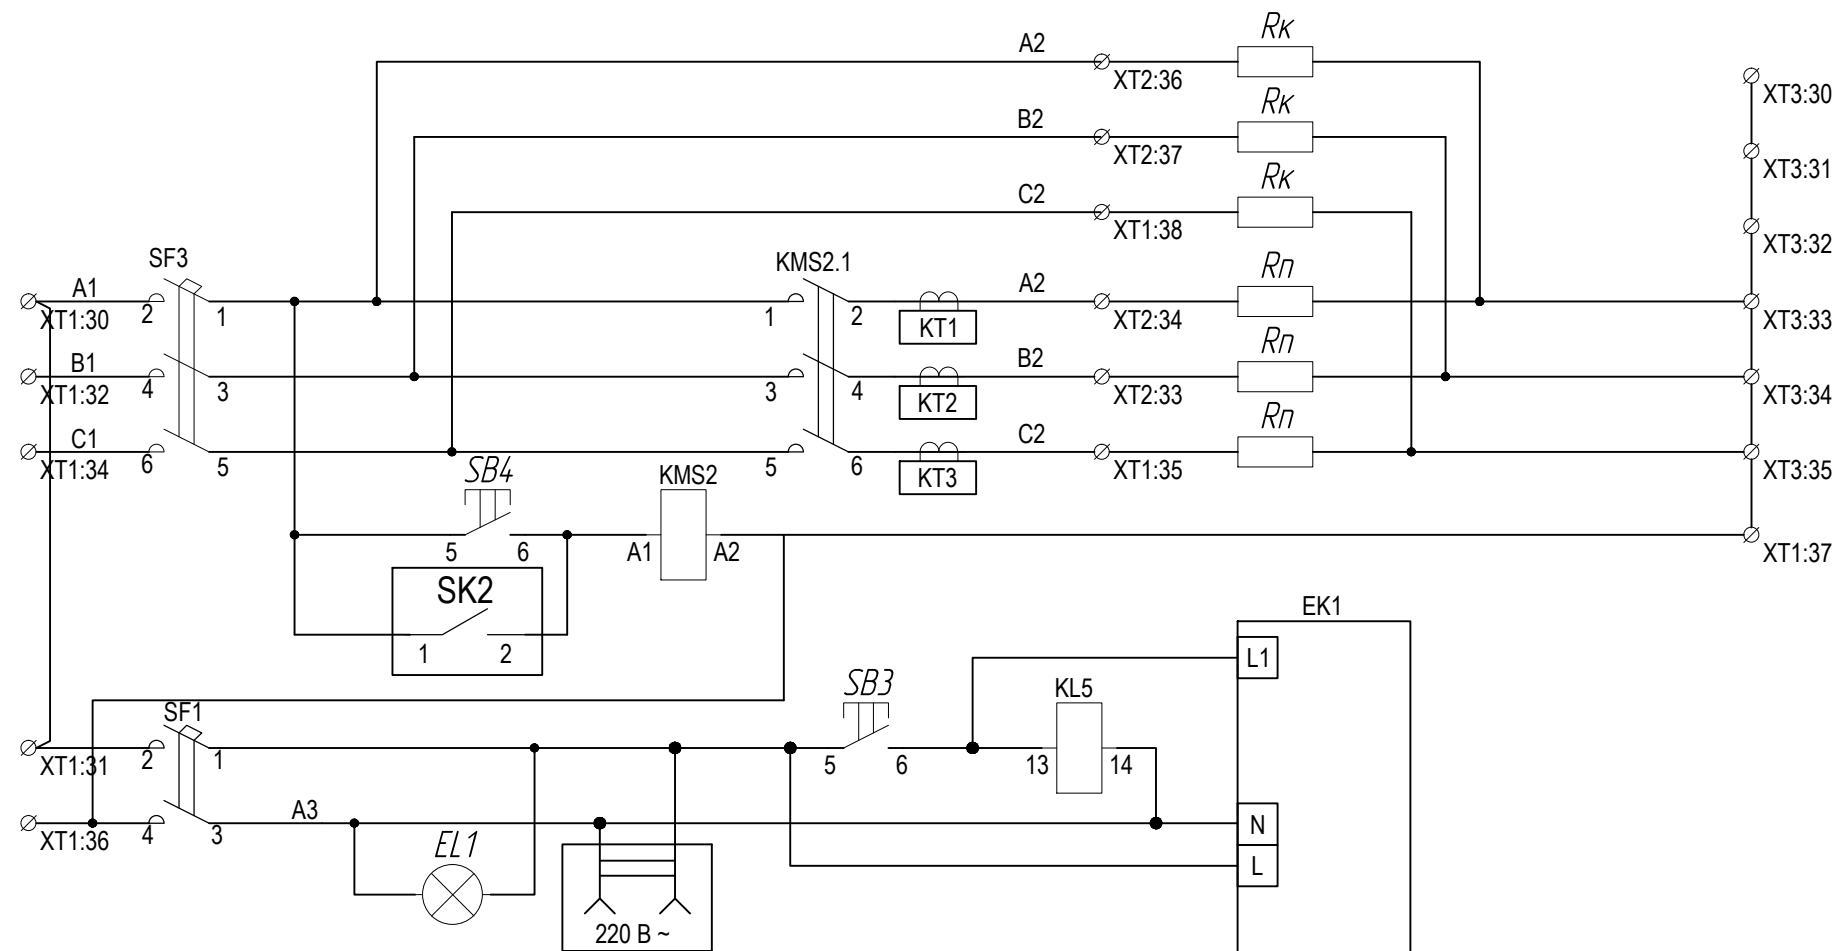 A2
XT2:36
Rк
XT3:30
B2
XT2:37
Rк
XT3:31
C2
XT1:38
Rк
XT3:32
SF3
KMS2.1
A1
XT1:30
2
1
1
2
KT1
A2
XT2:34
Rп
XT3:33
B1
XT1:32
4
3
3
4
KT2
B2
XT2:33
Rп
XT3:34
C1
XT1:34
6
5
5
6
KT3
C2
XT1:35
Rп
XT3:35
SB4
KMS2
5
6
A1
A2
XT1:37
SK2
1
2
EK1
L1
SF1
SB3
KL5
XT1:31
2
1
5
6
13
14
XT1:36
4
3
A3
N
L
EL1
220 В ~